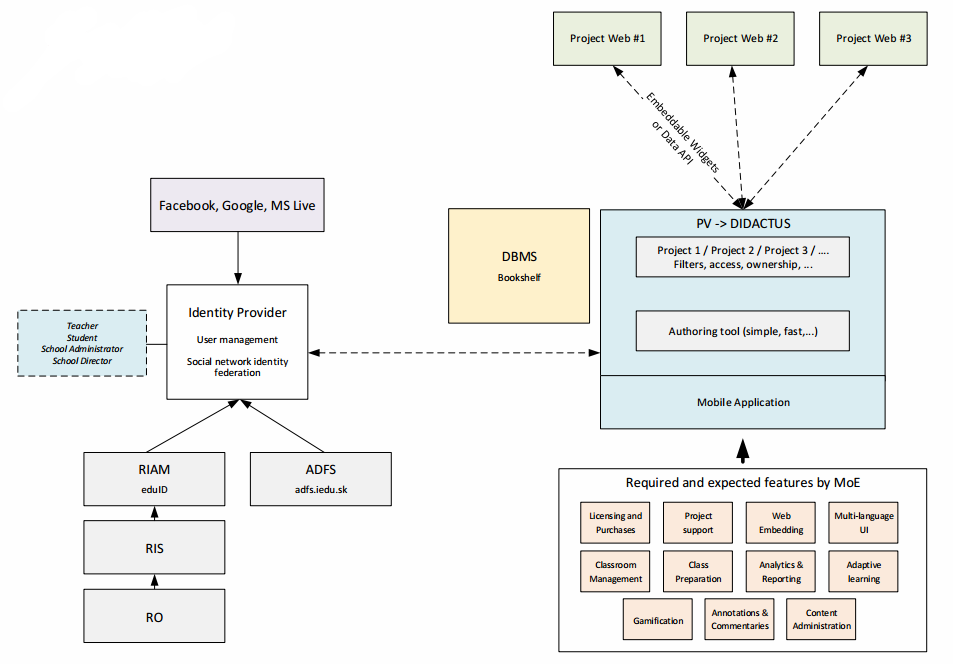 Project Web #1
Project Web #2
Project Web #3
Embeddable Widgets
or Data API
Facebook, Google, MS Live
DBMS
Bookshelf
PV -> DIDACTUS
Project 1 / Project 2 / Project 3 / ....
Filters, access, ownership, ...
Authoring tool (simple, fast,...)
Mobile Application
Identity Provider
User management
Social network identity
federation
Teacher
Student
School Administrator
School Director
RIAM
eduID
ADFS
adfs.iedu.sk
RIS
RO
Required and expected features by MoE
Licensing and
Purchases
Project
support
Web
Embedding
Multi-language
UI
Classroom
Management
Class
Preparation
Analytics &
Reporting
Adaptive
learning
Gamification
Annotations &
Commentaries
Content
Administration